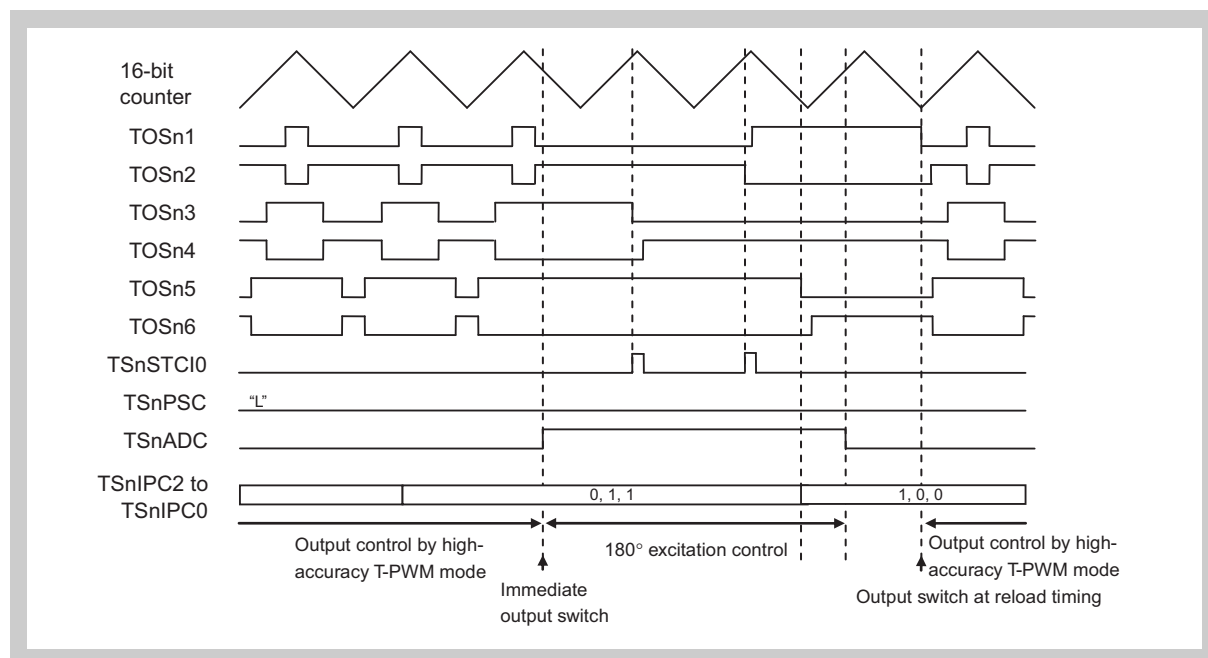 16-bit
counter
TOSn1
TOSn2
TOSn3
TOSn4
TOSn5
TOSn6
TSnSTCI0
TSnPSC
"L"
TSnADC
TSnIPC2 to
TSnIPC0
0, 1, 1
1, 0, 0
Output control by high-
accuracy T-PWM mode
Immediate
output switch
180° excitation control
Output control by high-
accuracy T-PWM mode
Output switch at reload timing